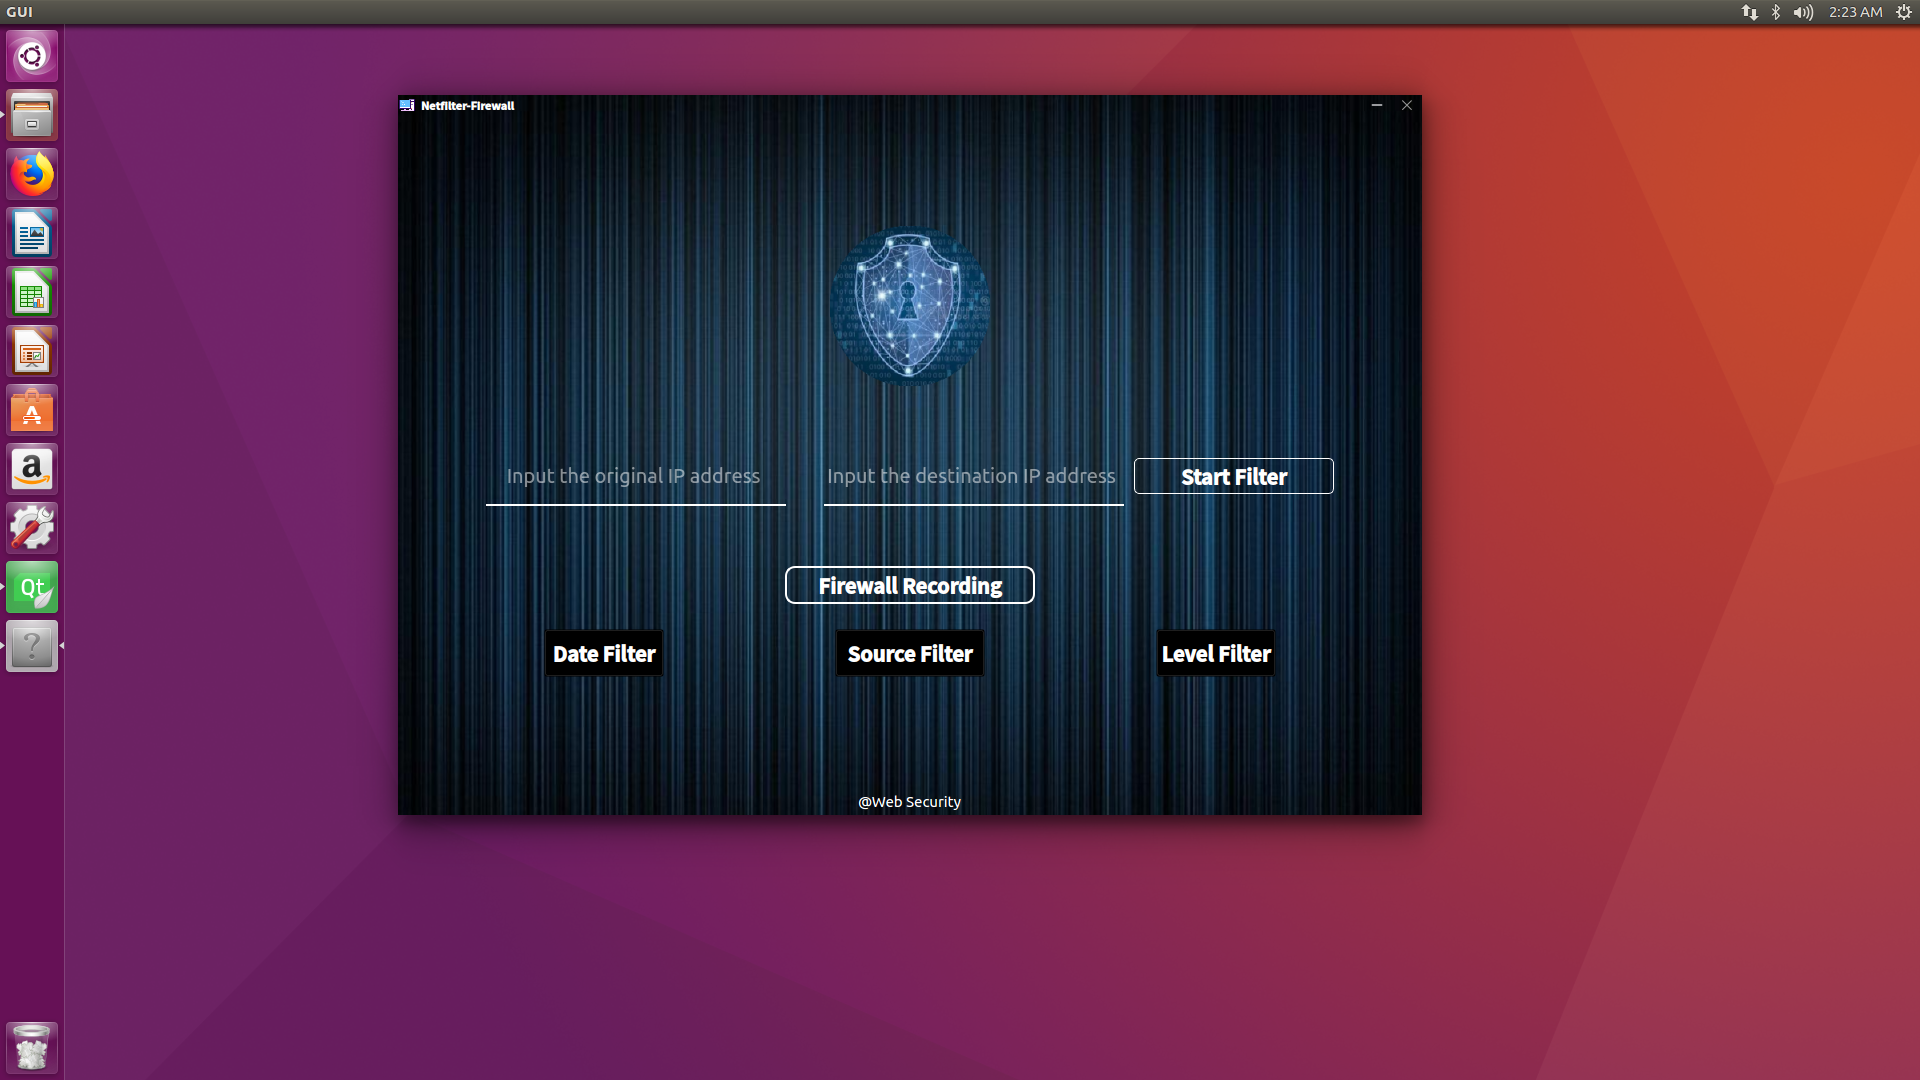 GUI
2:23 AM
Netfilter-Firewall
Input the original IP address
Input the destination IP address
Start Filter
Firewall Recording
Date Filter
Source Filter
Level Filter
@Web Security
A
a
Qt
?